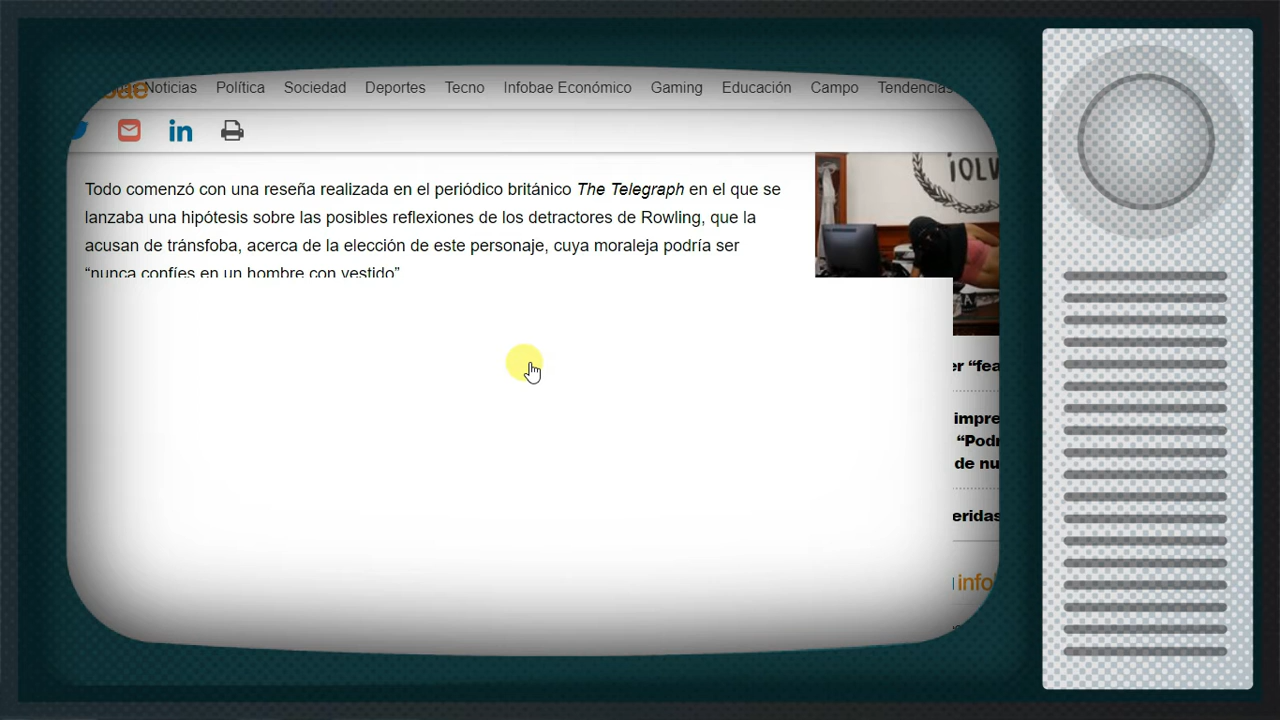 Noticias Política Sociedad Deportes Tecno Infobae Económico Gaming Educación Campo Tendencias
Todo comenzó con una reseña realizada en el periódico británico The Telegraph en el que se
lanzaba una hipótesis sobre las posibles reflexiones de los detractores de Rowling, que la
acusan de tránsfoba, acerca de la elección de este personaje, cuya moraleja podría ser
“nunca confíes en un hombre con vestido”
in